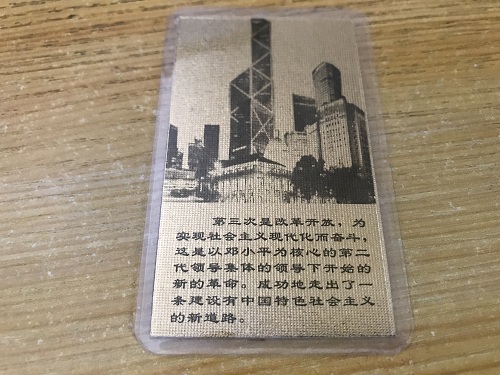 第三次是改革开放，为
实现社会主义现代化而奋斗，
这是以邓小平为核心的第二
代领导集体的领导下开始的
新的革命。成功地走出了一
条建设有中国特色社会主义
的新道路。